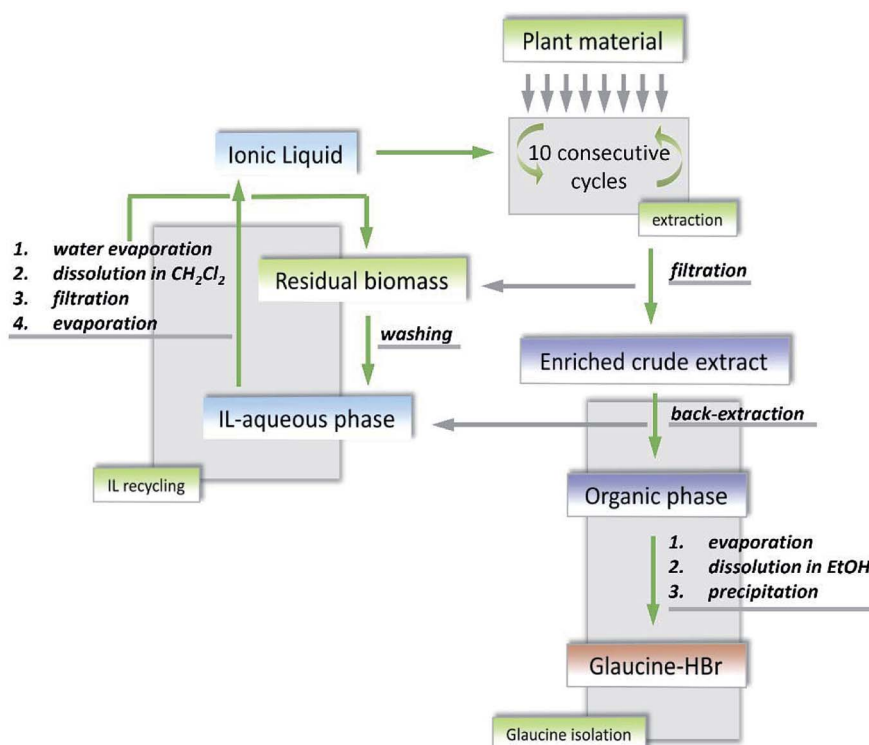 Plant material
Ionic Liquid
10 consecutive
cycles
extraction
1. water evaporation
2. dissolution in CH₂Cl₂
3. filtration
4. evaporation
Residual biomass
filtration
washing
Enriched crude extract
IL-aqueous phase
back-extraction
IL recycling
Organic phase
1. evaporation
2. dissolution in EtOH
3. precipitation
Glaucine-HBr
Glaucine isolation